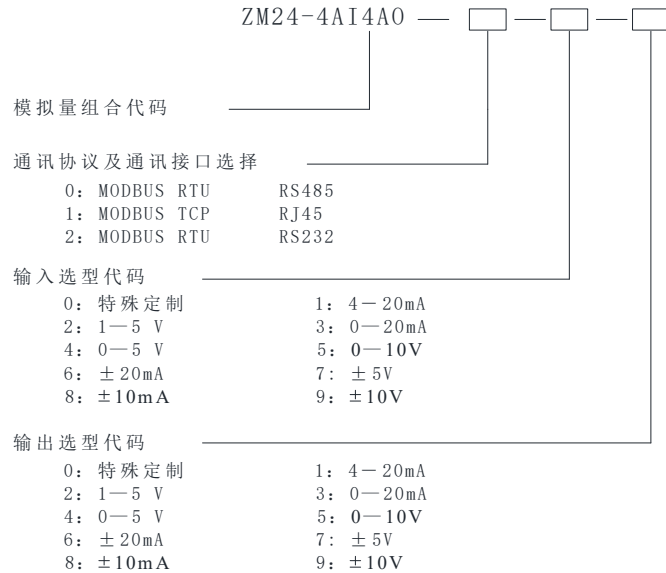 ZM24-4AI4AO — □ — □ — □
模拟量组合代码
通讯协议及通讯接口选择
0: MODBUS RTU RS485
1: MODBUS TCP RJ45
2: MODBUS RTU RS232
输入选型代码
0: 特殊定制 1: 4－20mA
2: 1—5 V 3: 0—20mA
4: 0—5 V 5: 0—10V
6: ±20mA 7: ±5V
8: ±10mA 9: ±10V
输出选型代码
0: 特殊定制 1: 4－20mA
2: 1—5 V 3: 0—20mA
4: 0—5 V 5: 0—10V
6: ±20mA 7: ±5V
8: ±10mA 9: ±10V